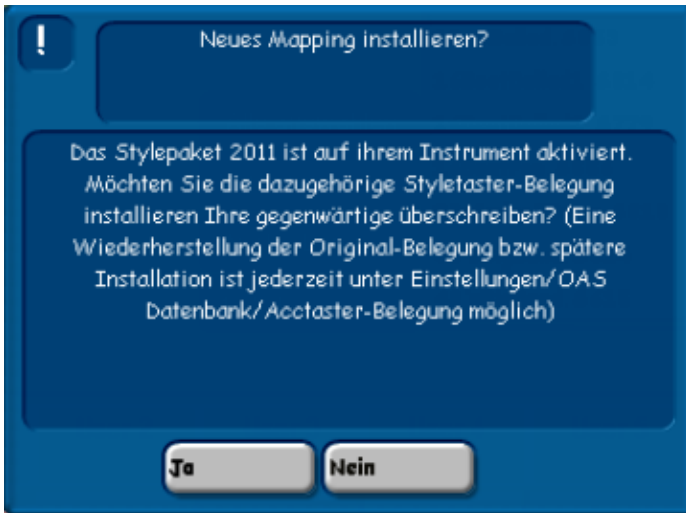 !
Neues Mapping installieren?
Das Stylepaket 2011 ist auf ihrem Instrument aktiviert.
Möchten Sie die dazugehörige Styletaster-Belegung
installieren Ihre gegenwärtige überschreiben? (Eine
Wiederherstellung der Original-Belegung bzw. spätere
Installation ist jederzeit unter Einstellungen/OAS
Datenbank/Acctaster-Belegung möglich)
Ja
Nein